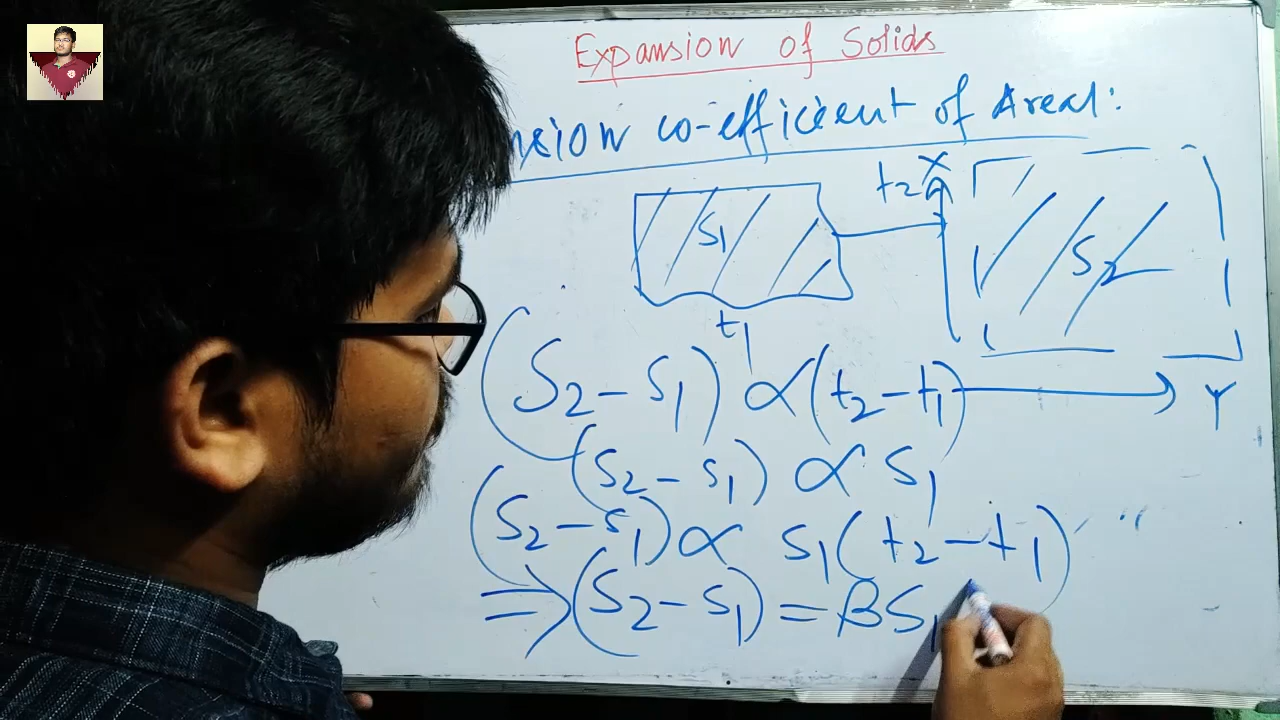 Expansion of Solids
nsion co-efficient of Area:
S1
t2
X
S2
t1
Y
(S2 - S1) ∝ (t2 - t1)
(S2 - S1) ∝ S1
(S2 - S1) ∝ S1(t2 - t1)
⇒ (S2 - S1) = βS1